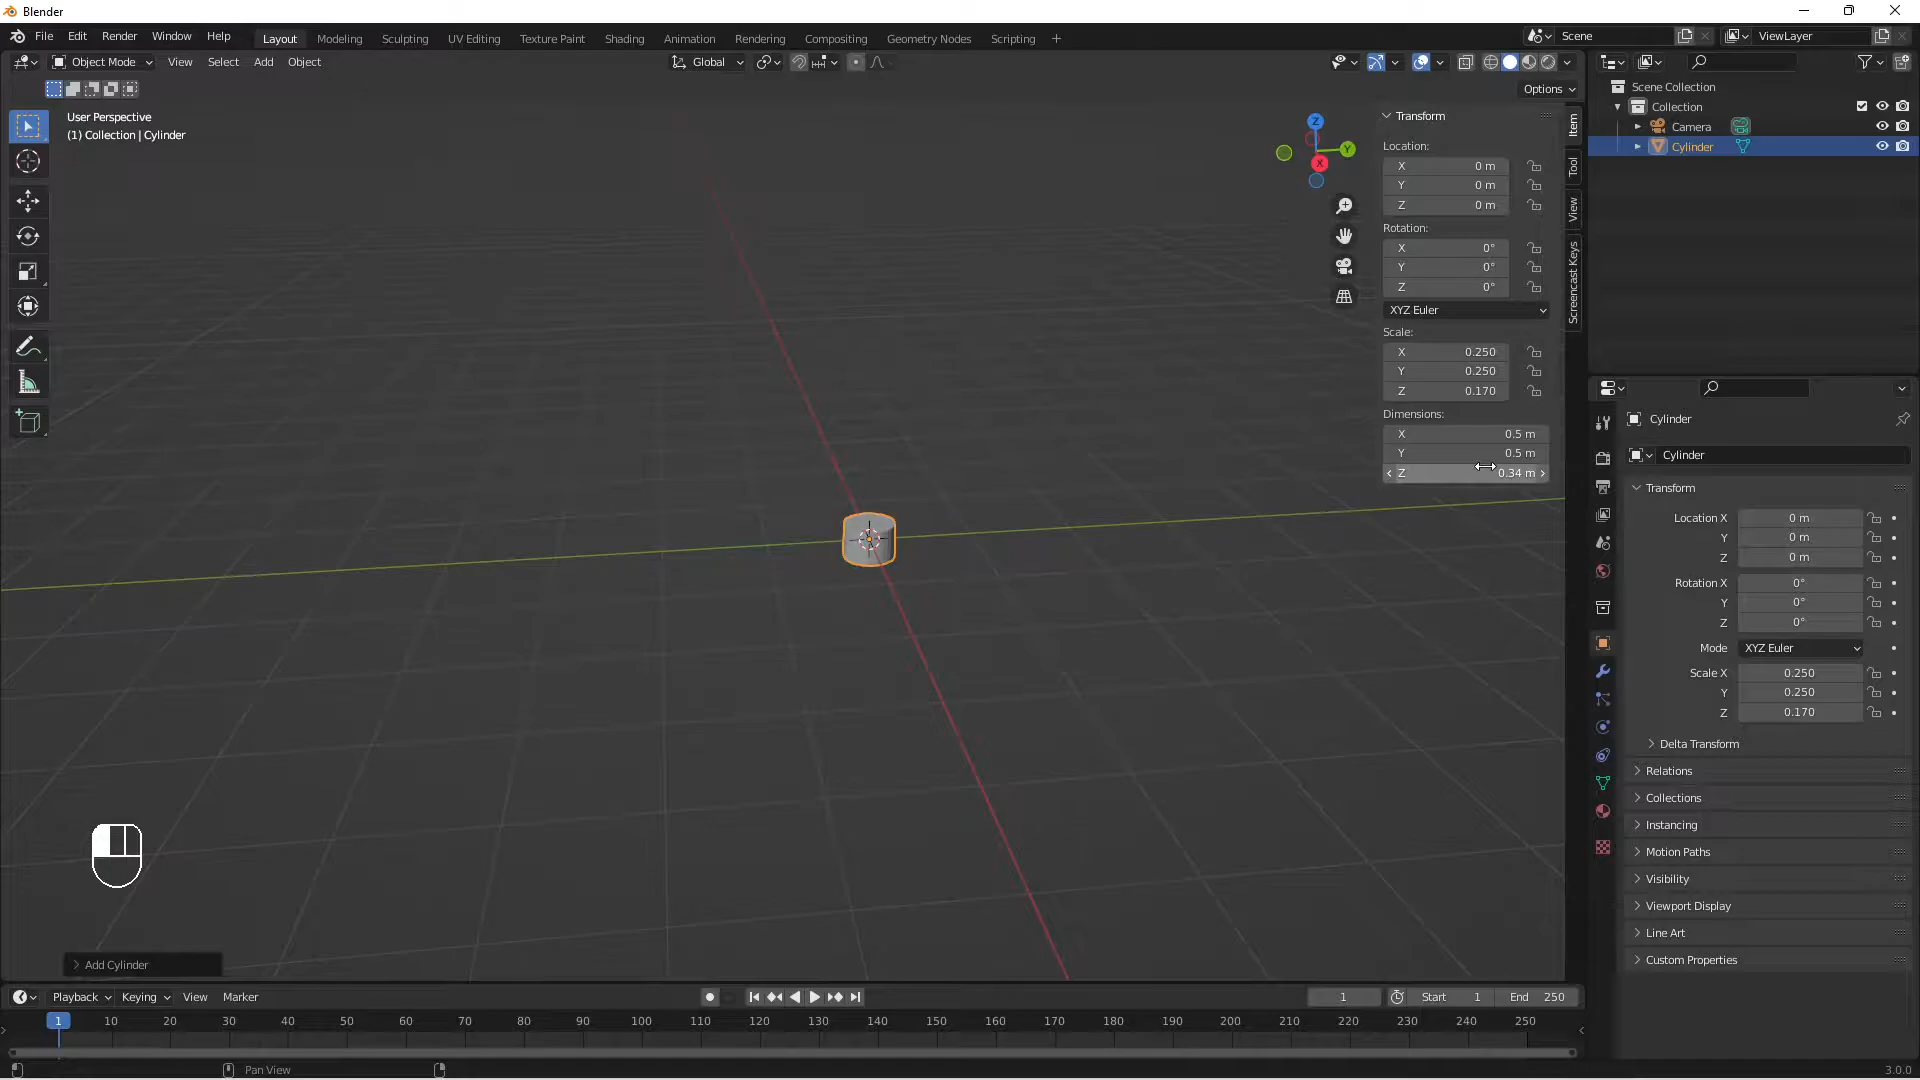 Blender
File Edit Render Window Help
Layout Modeling Sculpting UV Editing Texture Paint Shading Animation Rendering Compositing Geometry Nodes Scripting +
Scene
ViewLayer
Object Mode View Select Add Object
Global
Options
User Perspective
(1) Collection | Cylinder
Z
Y
X
Transform
Location:
X 0 m
Y 0 m
Z 0 m
Rotation:
X 0°
Y 0°
Z 0°
XYZ Euler
Scale:
X 0.250
Y 0.250
Z 0.170
Dimensions:
X 0.5 m
Y 0.5 m
Z 0.34 m
Item
Tool
View
Screencast Keys
Scene Collection
Collection
Camera
Cylinder
Cylinder
Cylinder
Transform
Location X 0 m
Y 0 m
Z 0 m
Rotation X 0°
Y 0°
Z 0°
Mode XYZ Euler
Scale X 0.250
Y 0.250
Z 0.170
Delta Transform
Relations
Collections
Instancing
Motion Paths
Visibility
Viewport Display
Line Art
Custom Properties
Add Cylinder
Playback Keying View Marker
1 Start 1 End 250
1 10 20 30 40 50 60 70 80 90 100 110 120 130 140 150 160 170 180 190 200 210 220 230 240 250
Pan View
3.0.0